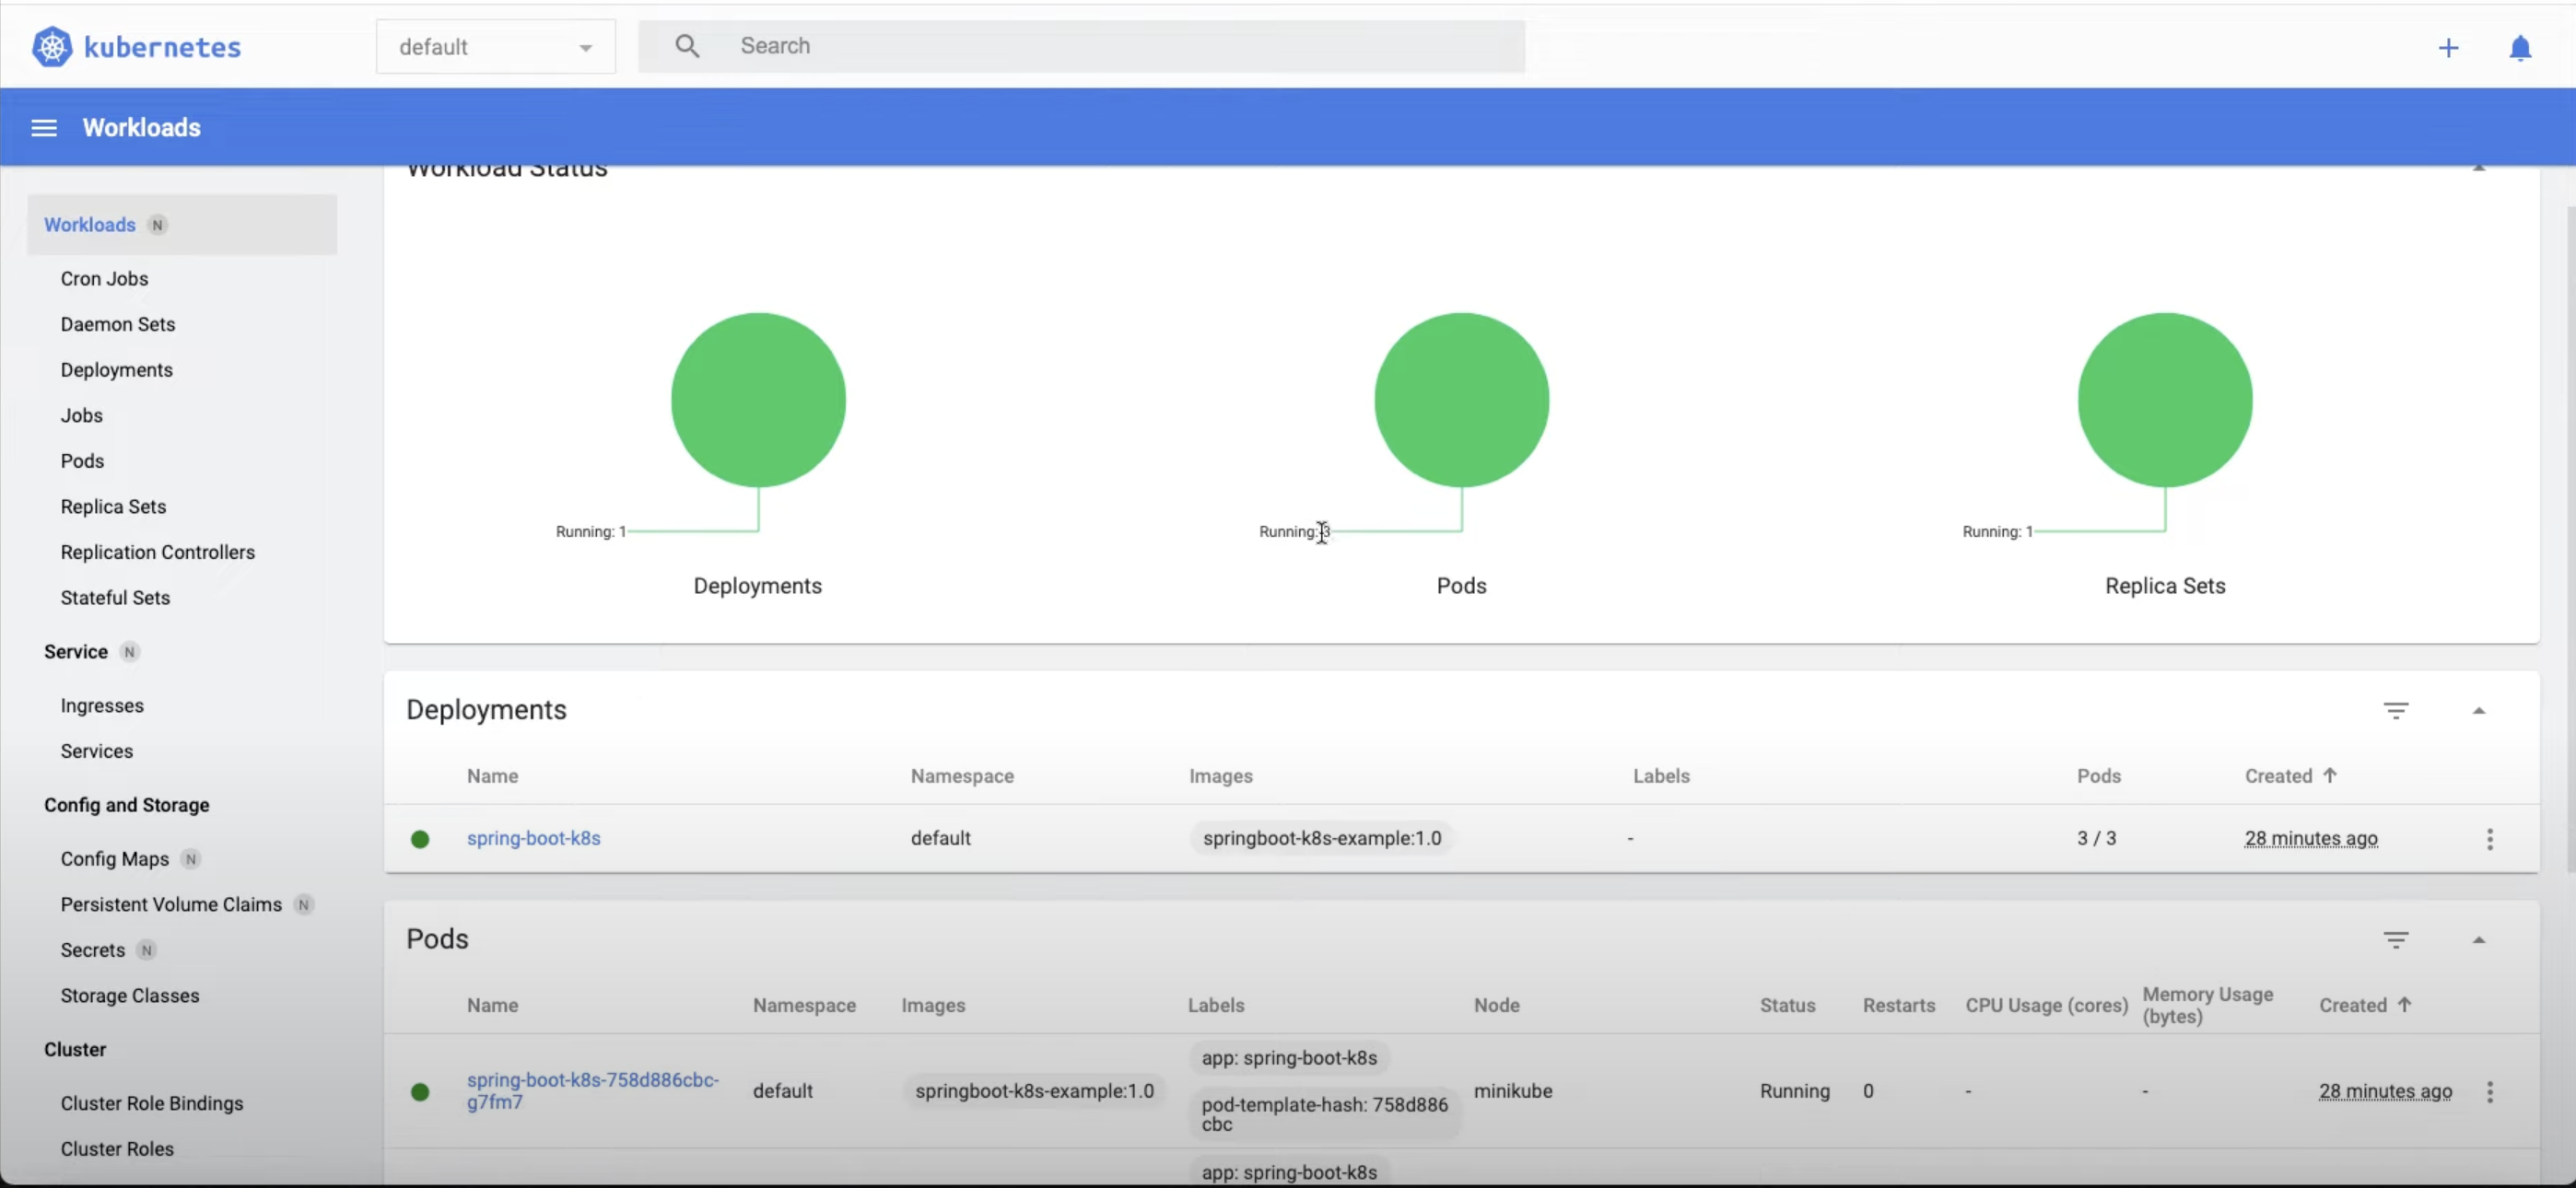 kubernetes
default
Search
Workloads
Workload Status
Workloads N
Cron Jobs
Daemon Sets
Deployments
Jobs
Pods
Replica Sets
Replication Controllers
Stateful Sets
Service N
Ingresses
Services
Config and Storage
Config Maps N
Persistent Volume Claims N
Secrets N
Storage Classes
Cluster
Cluster Role Bindings
Cluster Roles
Running: 1
Deployments
Running: 3
Pods
Running: 1
Replica Sets
Deployments
Name Namespace Images Labels Pods Created
spring-boot-k8s default springboot-k8s-example:1.0 - 3 / 3 28 minutes ago
Pods
Name Namespace Images Labels Node Status Restarts CPU Usage (cores) Memory Usage (bytes) Created
spring-boot-k8s-758d886cbc-
g7fm7
default
springboot-k8s-example:1.0
app: spring-boot-k8s
pod-template-hash: 758d886
cbc
minikube
Running
0
-
-
28 minutes ago
app: spring-boot-k8s